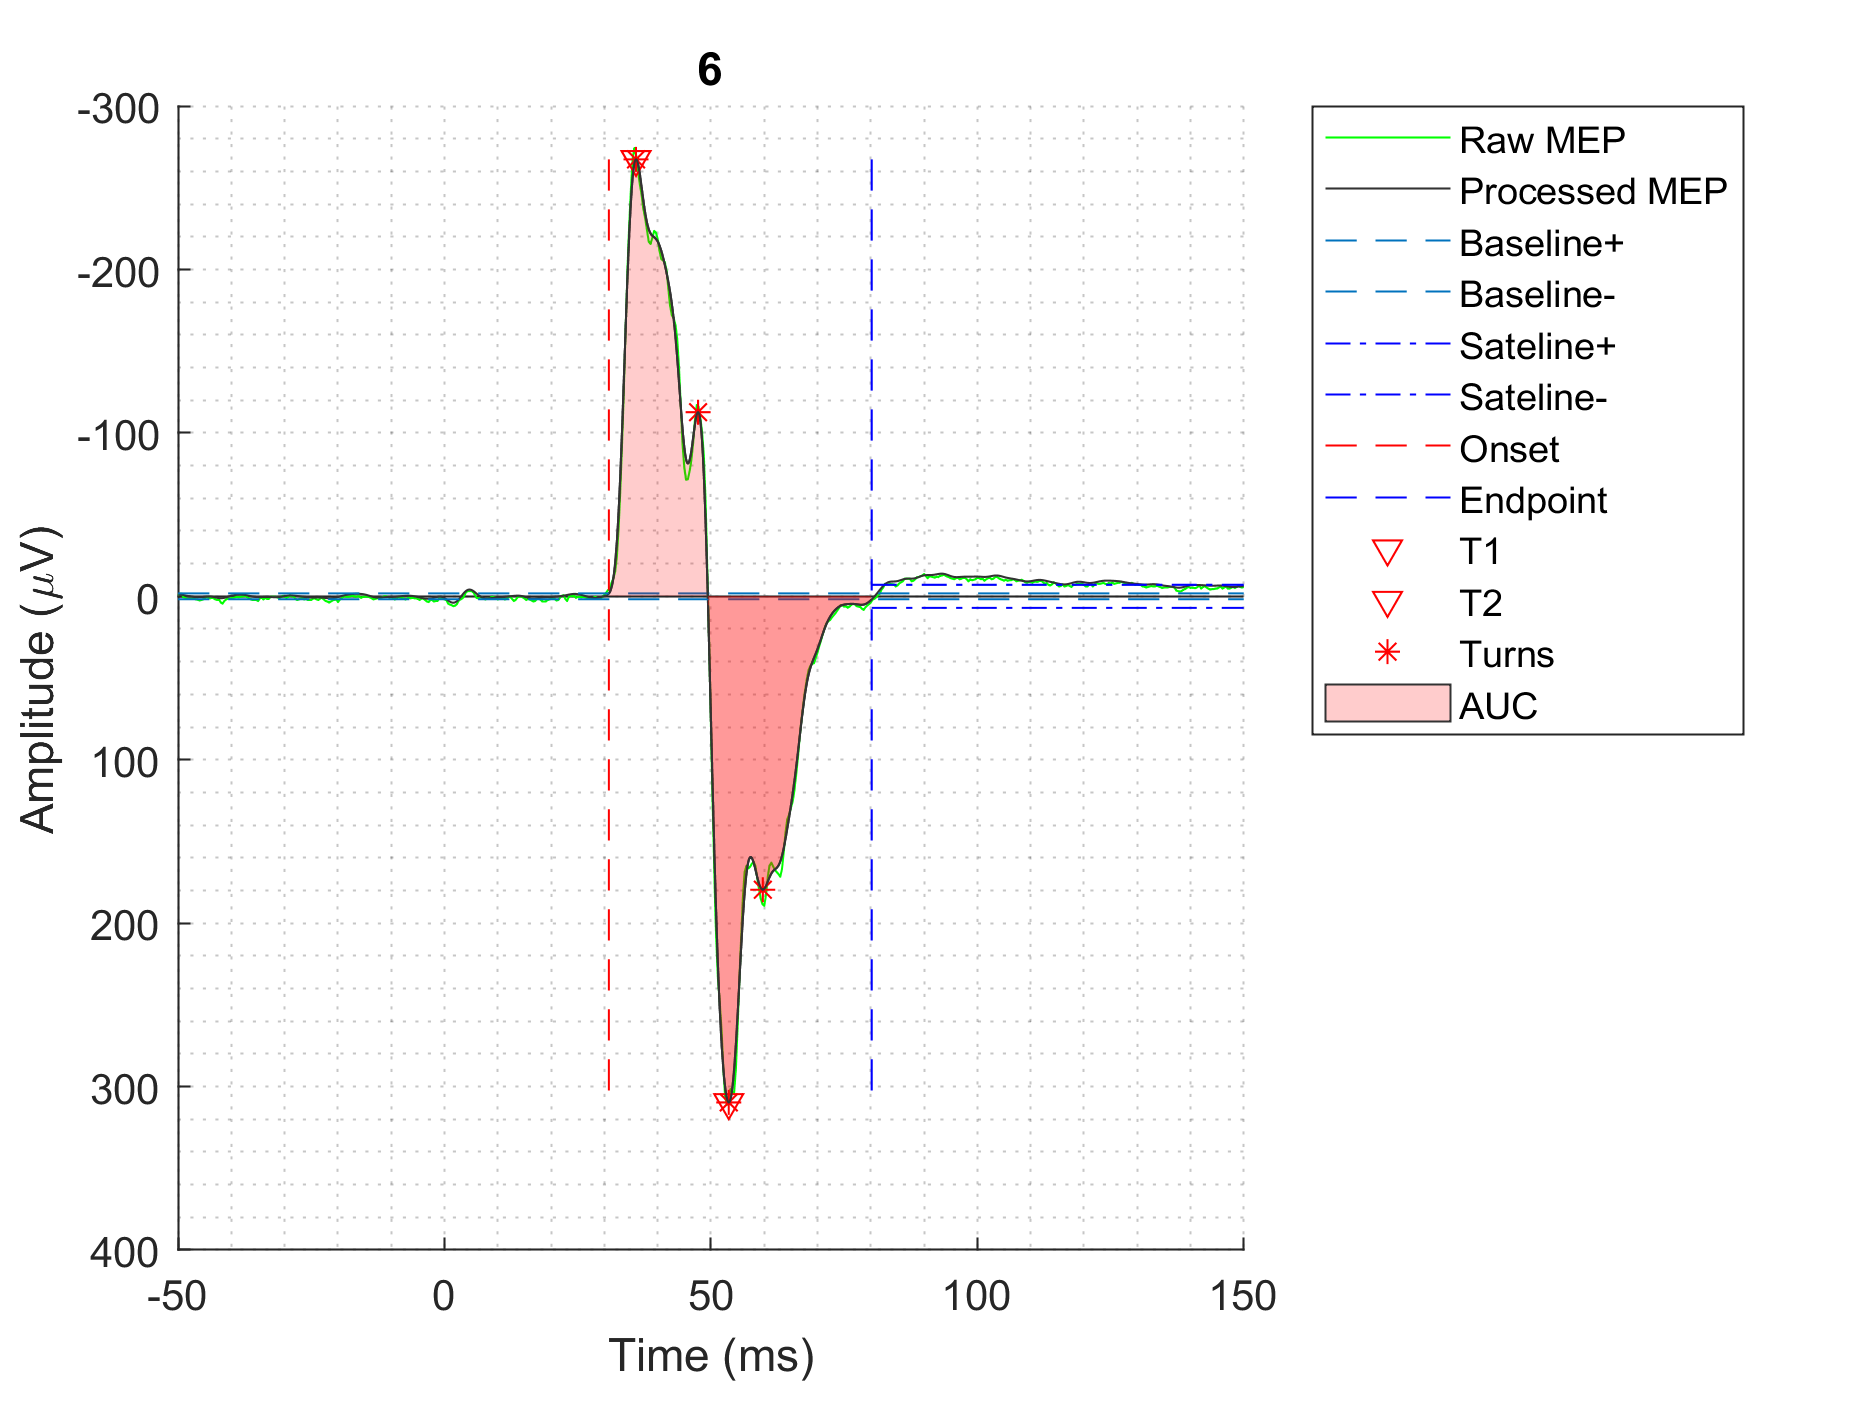 6
-300
-200
-100
0
100
200
300
400
-50 0 50 100 150
Time (ms)
Amplitude (μV)
Raw MEP
Processed MEP
Baseline+
Baseline-
Sateline+
Sateline-
Onset
Endpoint
T1
T2
Turns
AUC